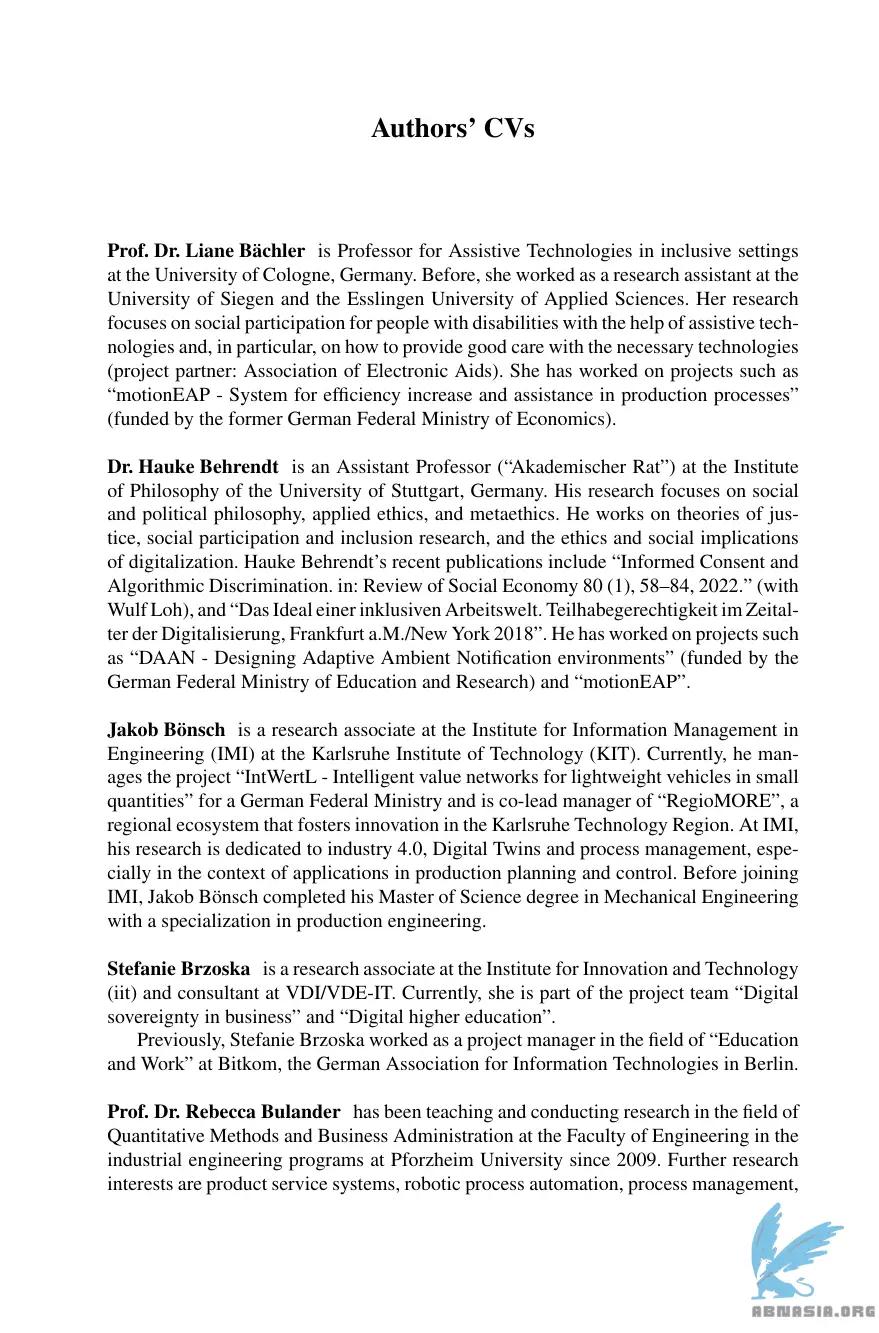 Authors’ CVs
Prof. Dr. Liane Bächler is Professor for Assistive Technologies in inclusive settings
at the University of Cologne, Germany. Before, she worked as a research assistant at the
University of Siegen and the Esslingen University of Applied Sciences. Her research
focuses on social participation for people with disabilities with the help of assistive tech-
nologies and, in particular, on how to provide good care with the necessary technologies
(project partner: Association of Electronic Aids). She has worked on projects such as
“motionEAP - System for efficiency increase and assistance in production processes”
(funded by the former German Federal Ministry of Economics).
Dr. Hauke Behrendt is an Assistant Professor (“Akademischer Rat”) at the Institute
of Philosophy of the University of Stuttgart, Germany. His research focuses on social
and political philosophy, applied ethics, and metaethics. He works on theories of jus-
tice, social participation and inclusion research, and the ethics and social implications
of digitalization. Hauke Behrendt’s recent publications include “Informed Consent and
Algorithmic Discrimination. in: Review of Social Economy 80 (1), 58–84, 2022.” (with
Wulf Loh), and “Das Ideal einer inklusiven Arbeitswelt. Teilhabegerechtigkeit im Zeital-
ter der Digitalisierung, Frankfurt a.M./New York 2018”. He has worked on projects such
as “DAAN - Designing Adaptive Ambient Notification environments” (funded by the
German Federal Ministry of Education and Research) and “motionEAP”.
Jakob Bönsch is a research associate at the Institute for Information Management in
Engineering (IMI) at the Karlsruhe Institute of Technology (KIT). Currently, he man-
ages the project “IntWertL - Intelligent value networks for lightweight vehicles in small
quantities” for a German Federal Ministry and is co-lead manager of “RegioMORE”, a
regional ecosystem that fosters innovation in the Karlsruhe Technology Region. At IMI,
his research is dedicated to industry 4.0, Digital Twins and process management, espe-
cially in the context of applications in production planning and control. Before joining
IMI, Jakob Bönsch completed his Master of Science degree in Mechanical Engineering
with a specialization in production engineering.
Stefanie Brzoska is a research associate at the Institute for Innovation and Technology
(iit) and consultant at VDI/VDE-IT. Currently, she is part of the project team “Digital
sovereignty in business” and “Digital higher education”.
Previously, Stefanie Brzoska worked as a project manager in the field of “Education
and Work” at Bitkom, the German Association for Information Technologies in Berlin.
Prof. Dr. Rebecca Bulander has been teaching and conducting research in the field of
Quantitative Methods and Business Administration at the Faculty of Engineering in the
industrial engineering programs at Pforzheim University since 2009. Further research
interests are product service systems, robotic process automation, process management,
ABNASIA.ORG